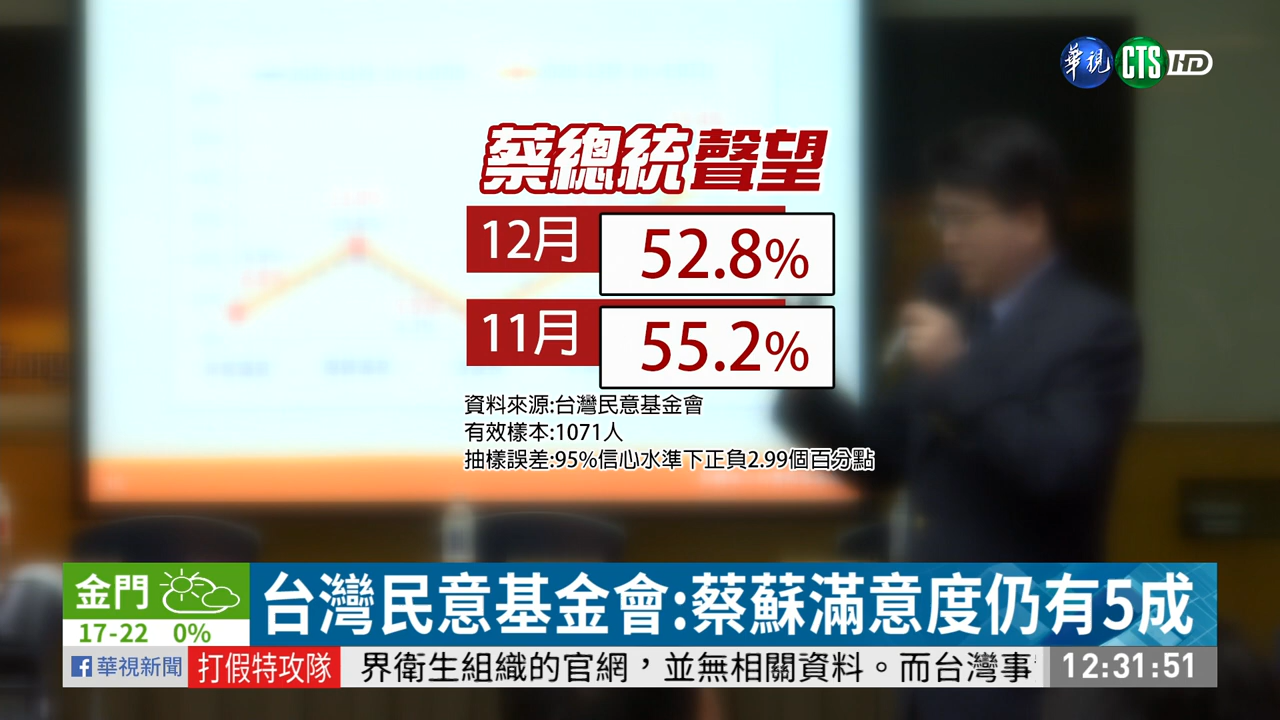 華視 CTS HD
蔡總統聲望
12月 52.8%
11月 55.2%
資料來源:台灣民意基金會
有效樣本:1071人
抽樣誤差:95%信心水準下正負2.99個百分點
金門
17-22 0%
台灣民意基金會:蔡蘇滿意度仍有5成
華視新聞 打假特攻隊 界衛生組織的官網，並無相關資料。而台灣事 12:31:51